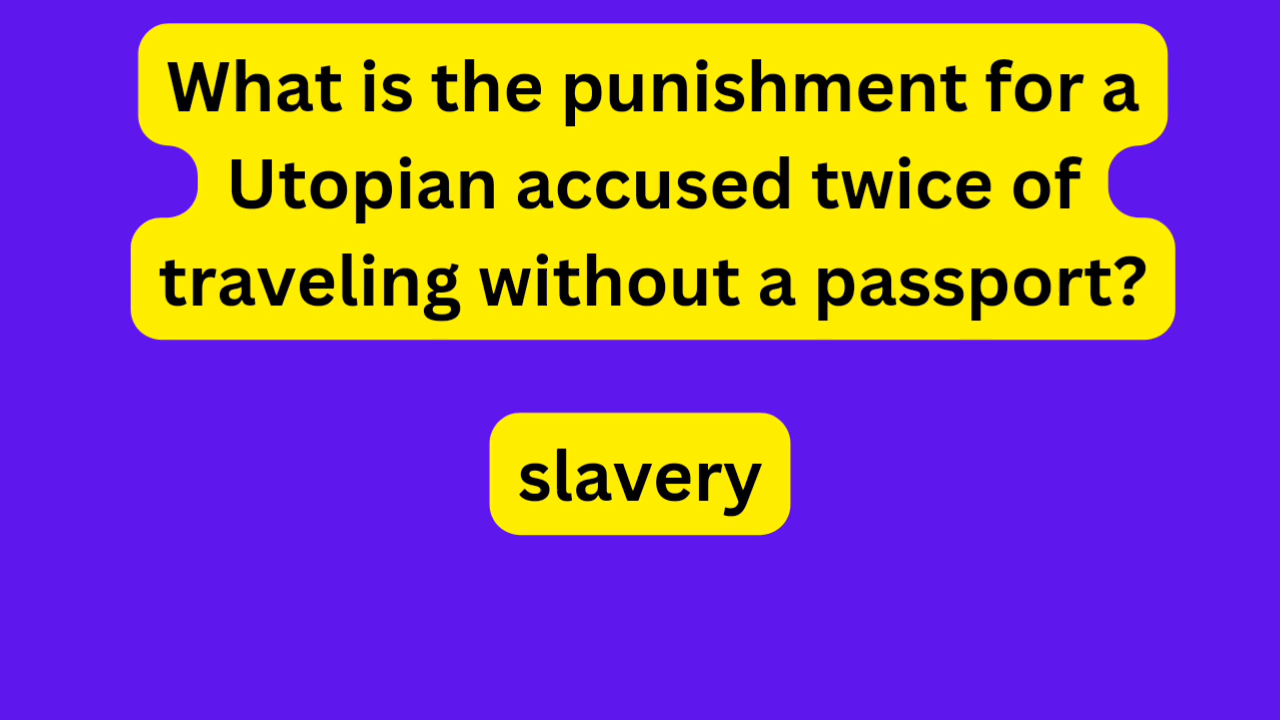 What is the punishment for a
Utopian accused twice of
traveling without a passport?
slavery